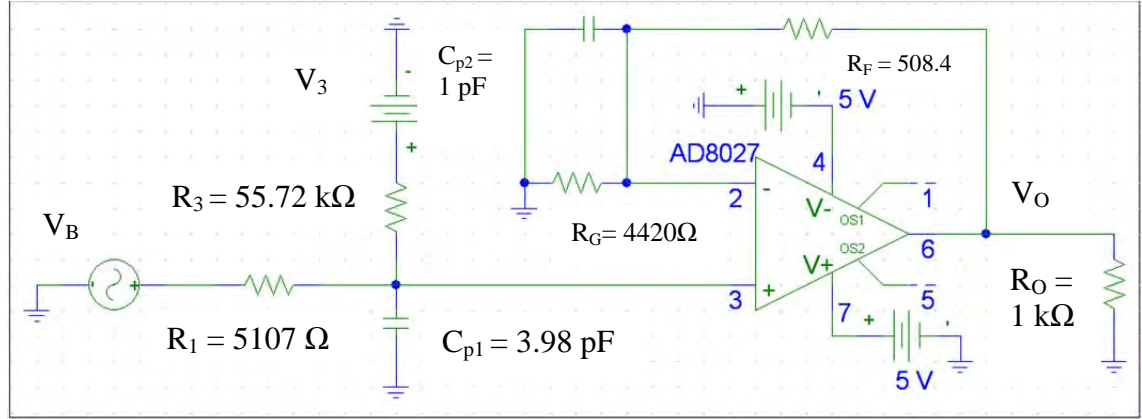 V3
Cp2 =
1 pF
-
+
RF = 508.4
+
'
5 V
AD8027
4
R3 = 55.72 kΩ
2
-
V-
OS1
1
VO
VB
RG= 4420Ω
6
OS2
V+
3
+
5
-
+
R1 = 5107 Ω
Cp1 = 3.98 pF
7
+
'
5 V
RO =
1 kΩ